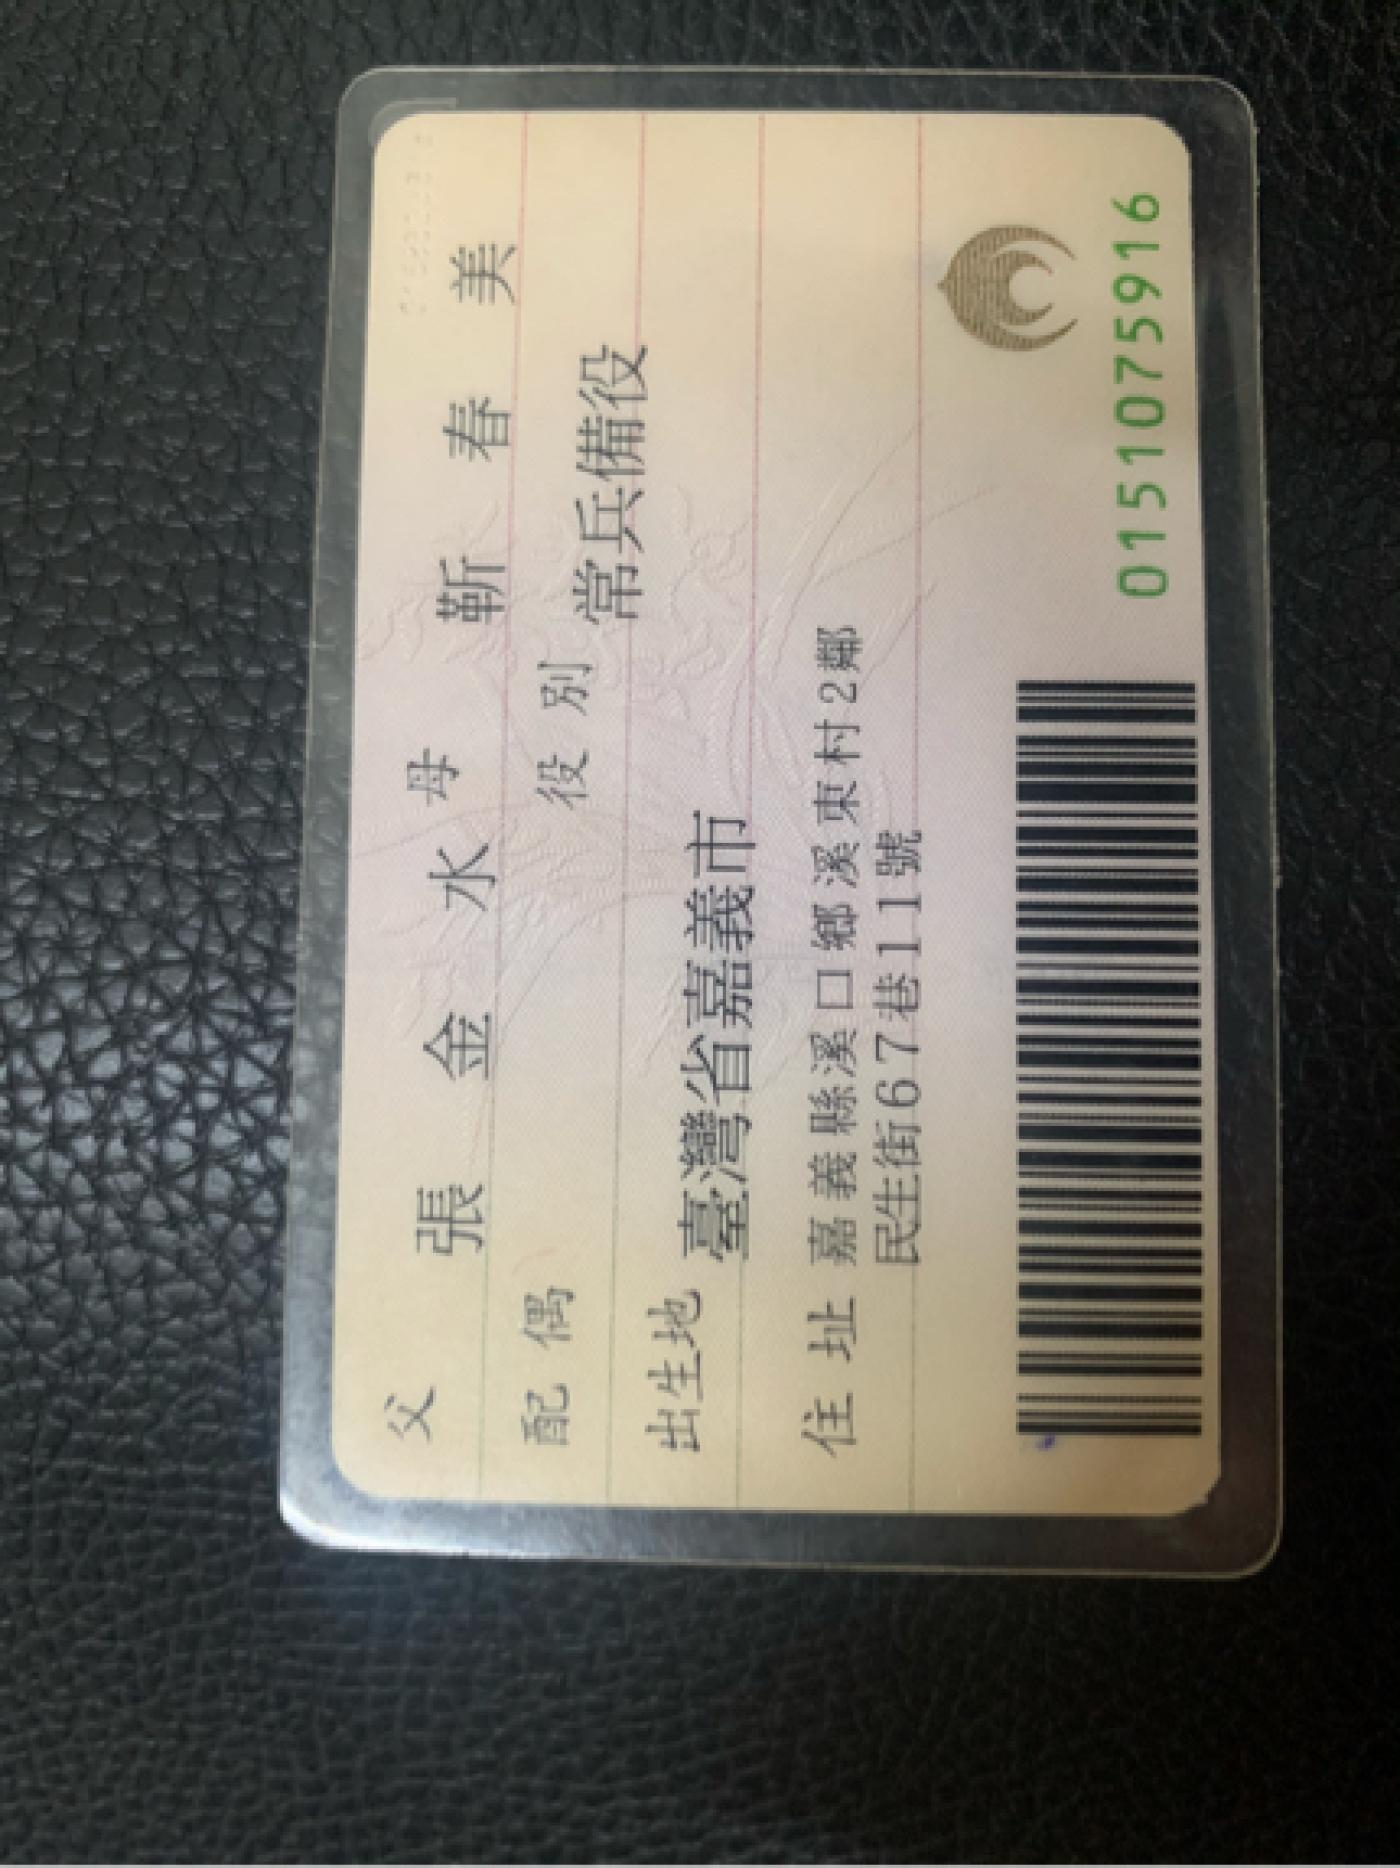 父 張金水 母 靳春美
配偶 役別 常兵備役
出生地 臺灣省嘉義市
住址 嘉義縣溪口鄉溪東村2鄰
民生街67巷11號
0151075916